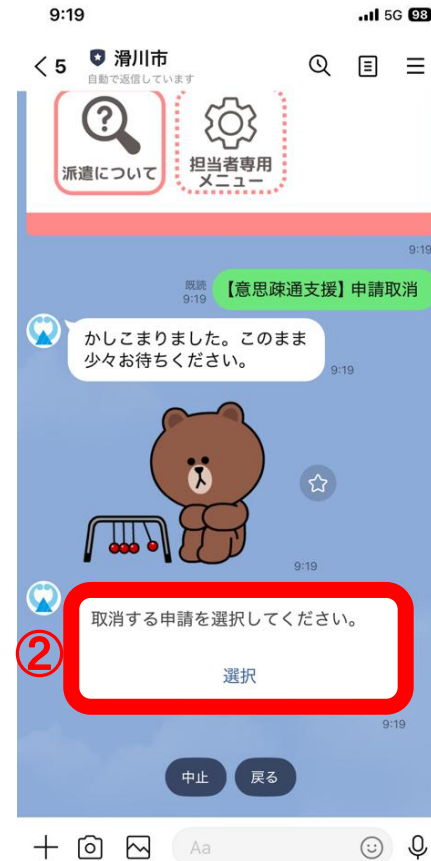 9:19
5G 98
5
滑川市
自動で返信しています
派遣について
担当者専用
メニュー
9:19
既読
9:19
【意思疎通支援】申請取消
かしこまりました。このまま
少々お待ちください。
9:19
9:19
②
取消する申請を選択してください。
選択
9:19
中止
戻る
Aa